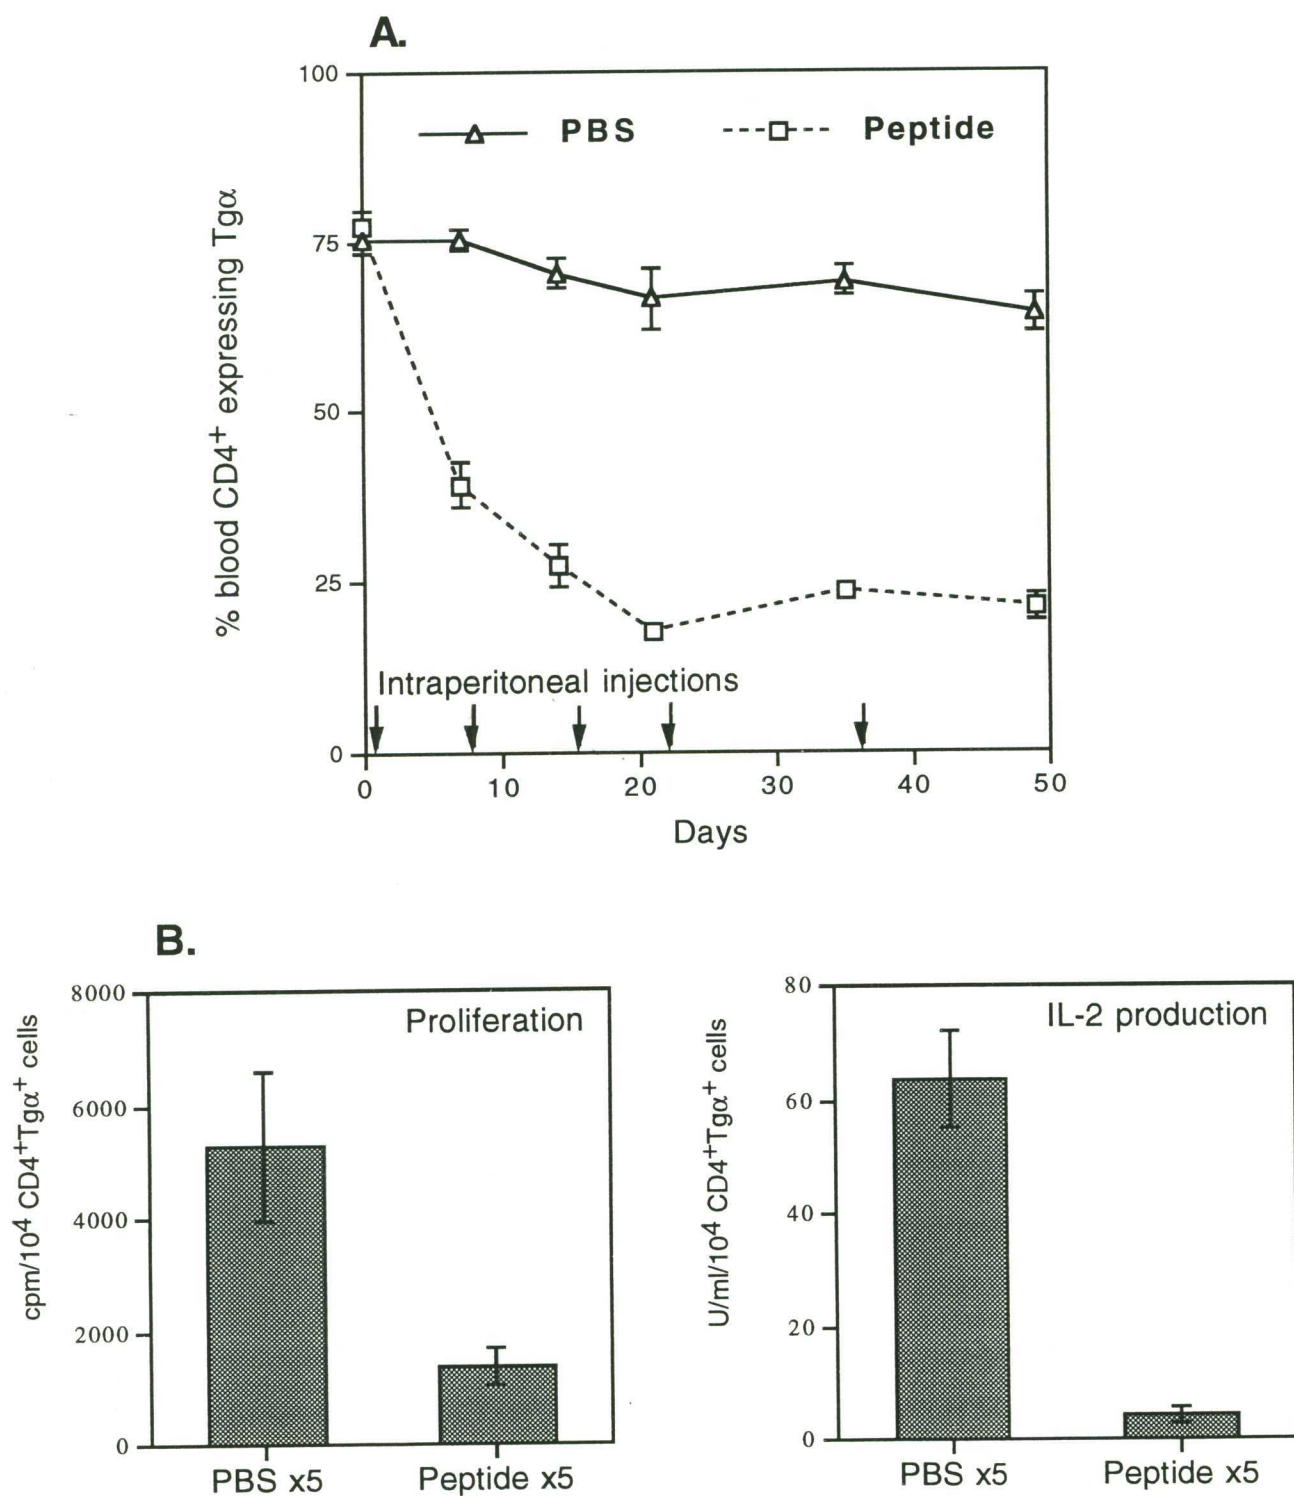 A.
100
75
50
25
0
% blood CD4+ expressing Tgα
PBS
Peptide
Intraperitoneal injections
0 10 20 30 40 50
Days
B.
8000
6000
4000
2000
0
cpm/10⁴ CD4+Tgα+ cells
Proliferation
PBS x5 Peptide x5
80
60
40
20
0
U/ml/10⁴ CD4+Tgα+ cells
IL-2 production
PBS x5 Peptide x5